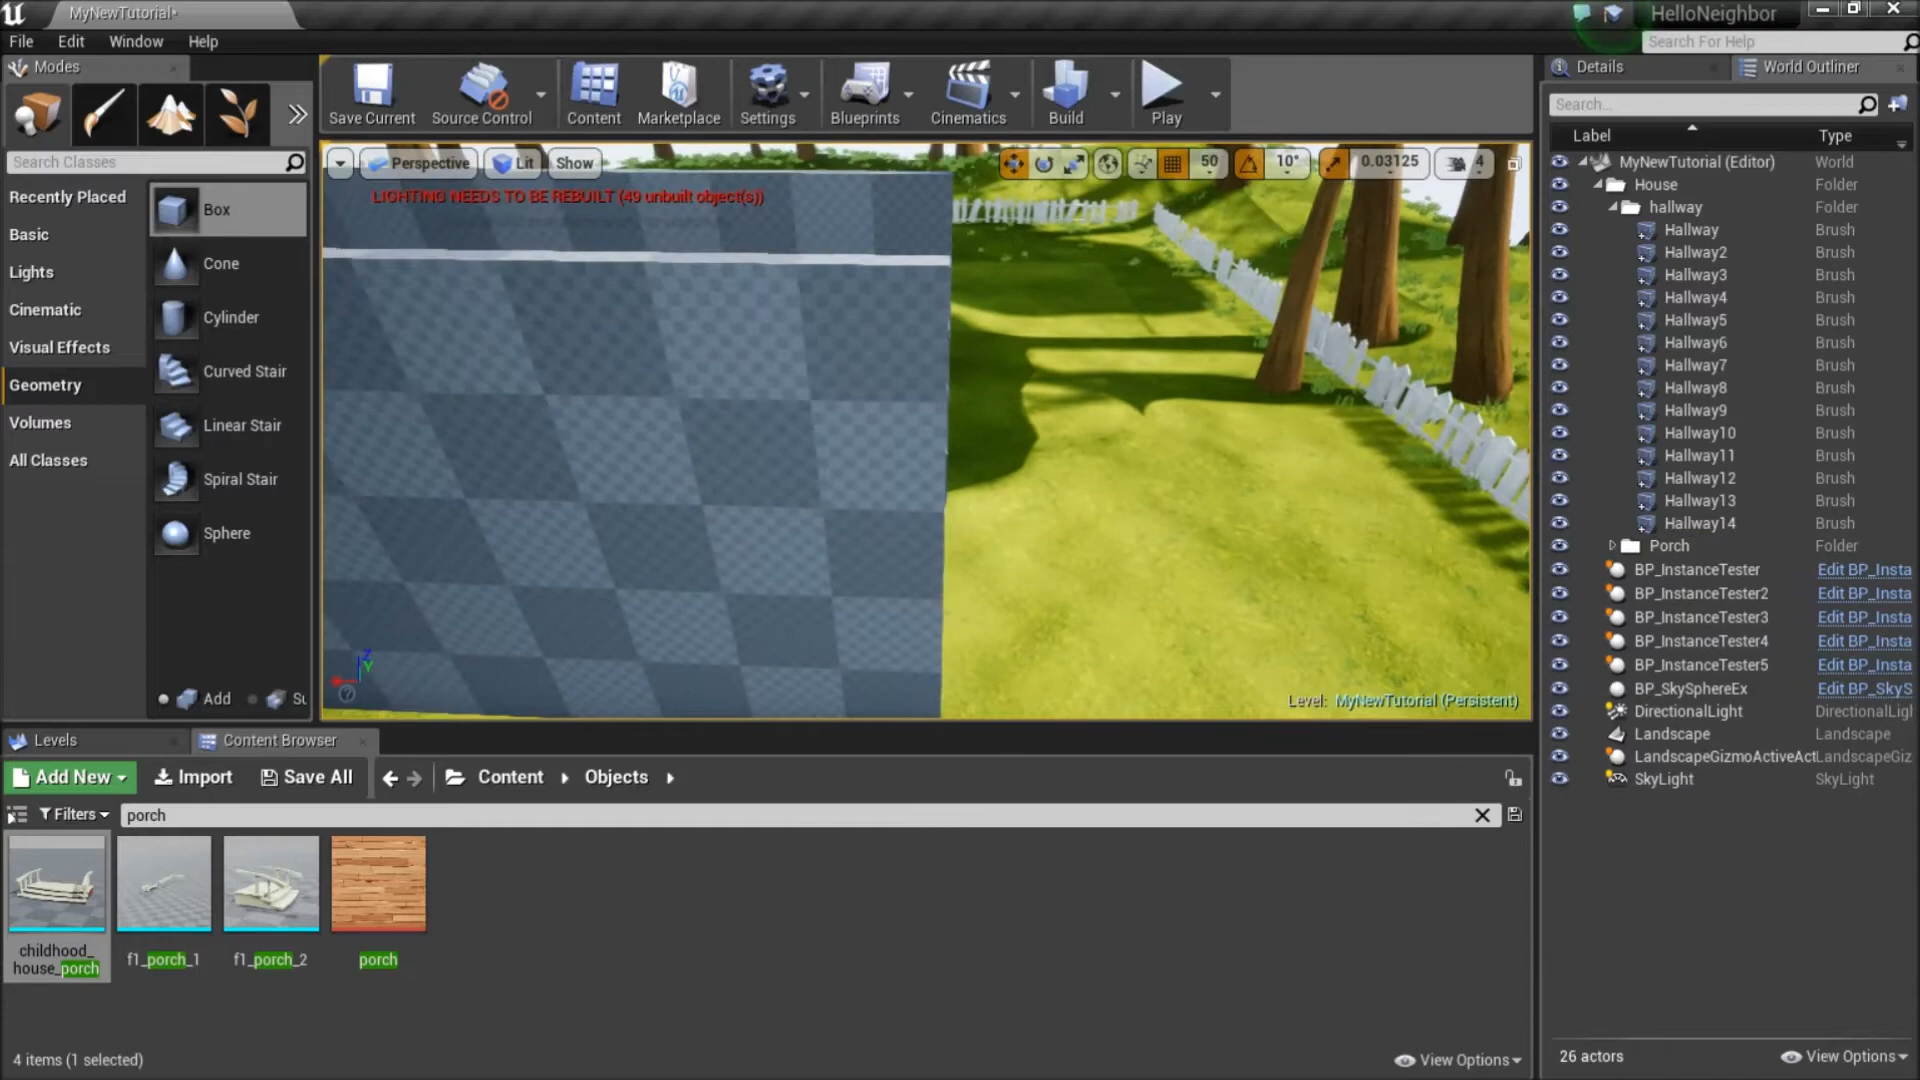 MyNewTutorial*
HelloNeighbor
File Edit Window Help
Search For Help
Modes
Save Current
Source Control
Content
Marketplace
Settings
Blueprints
Cinematics
Build
Play
Search Classes
Recently Placed
Basic
Lights
Cinematic
Visual Effects
Geometry
Volumes
All Classes
Box
Cone
Cylinder
Curved Stair
Linear Stair
Spiral Stair
Sphere
Add Su
Perspective Lit Show
50 10° 0.03125 4
LIGHTING NEEDS TO BE REBUILT (49 unbuilt object(s))
Z
Y
Level: MyNewTutorial (Persistent)
Details World Outliner
Search...
Label Type
MyNewTutorial (Editor) World
House Folder
hallway Folder
Hallway Brush
Hallway2 Brush
Hallway3 Brush
Hallway4 Brush
Hallway5 Brush
Hallway6 Brush
Hallway7 Brush
Hallway8 Brush
Hallway9 Brush
Hallway10 Brush
Hallway11 Brush
Hallway12 Brush
Hallway13 Brush
Hallway14 Brush
Porch Folder
BP_InstanceTester Edit BP_Insta
BP_InstanceTester2 Edit BP_Insta
BP_InstanceTester3 Edit BP_Insta
BP_InstanceTester4 Edit BP_Insta
BP_InstanceTester5 Edit BP_Insta
BP_SkySphereEx Edit BP_SkyS
DirectionalLight DirectionalLigh
Landscape Landscape
LandscapeGizmoActiveAct LandscapeGiz
SkyLight SkyLight
26 actors View Options
Levels Content Browser
Add New Import Save All Content Objects
Filters porch
childhood_
house_porch
f1_porch_1
f1_porch_2
porch
4 items (1 selected) View Options